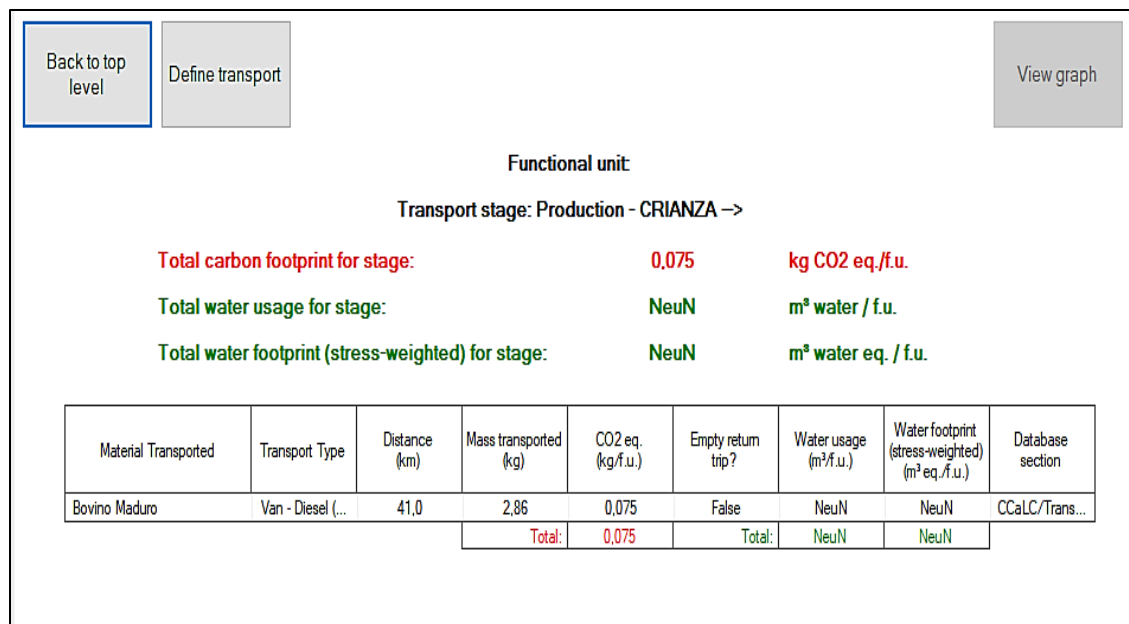 Back to top
level
Define transport
View graph
Functional unit:
Transport stage: Production - CRIANZA -->
Total carbon footprint for stage: 0,075 kg CO2 eq./f.u.
Total water usage for stage: NeuN m³ water / f.u.
Total water footprint (stress-weighted) for stage: NeuN m³ water eq. / f.u.
Material Transported Transport Type Distance (km) Mass transported (kg) CO2 eq. (kg/f.u.) Empty return trip? Water usage (m³/f.u.) Water footprint (stress-weighted) (m³ eq./f.u.) Database section
Bovino Maduro Van - Diesel (... 41,0 2,86 0,075 False NeuN NeuN CCaLC/Trans...
Total: 0,075 Total: NeuN NeuN